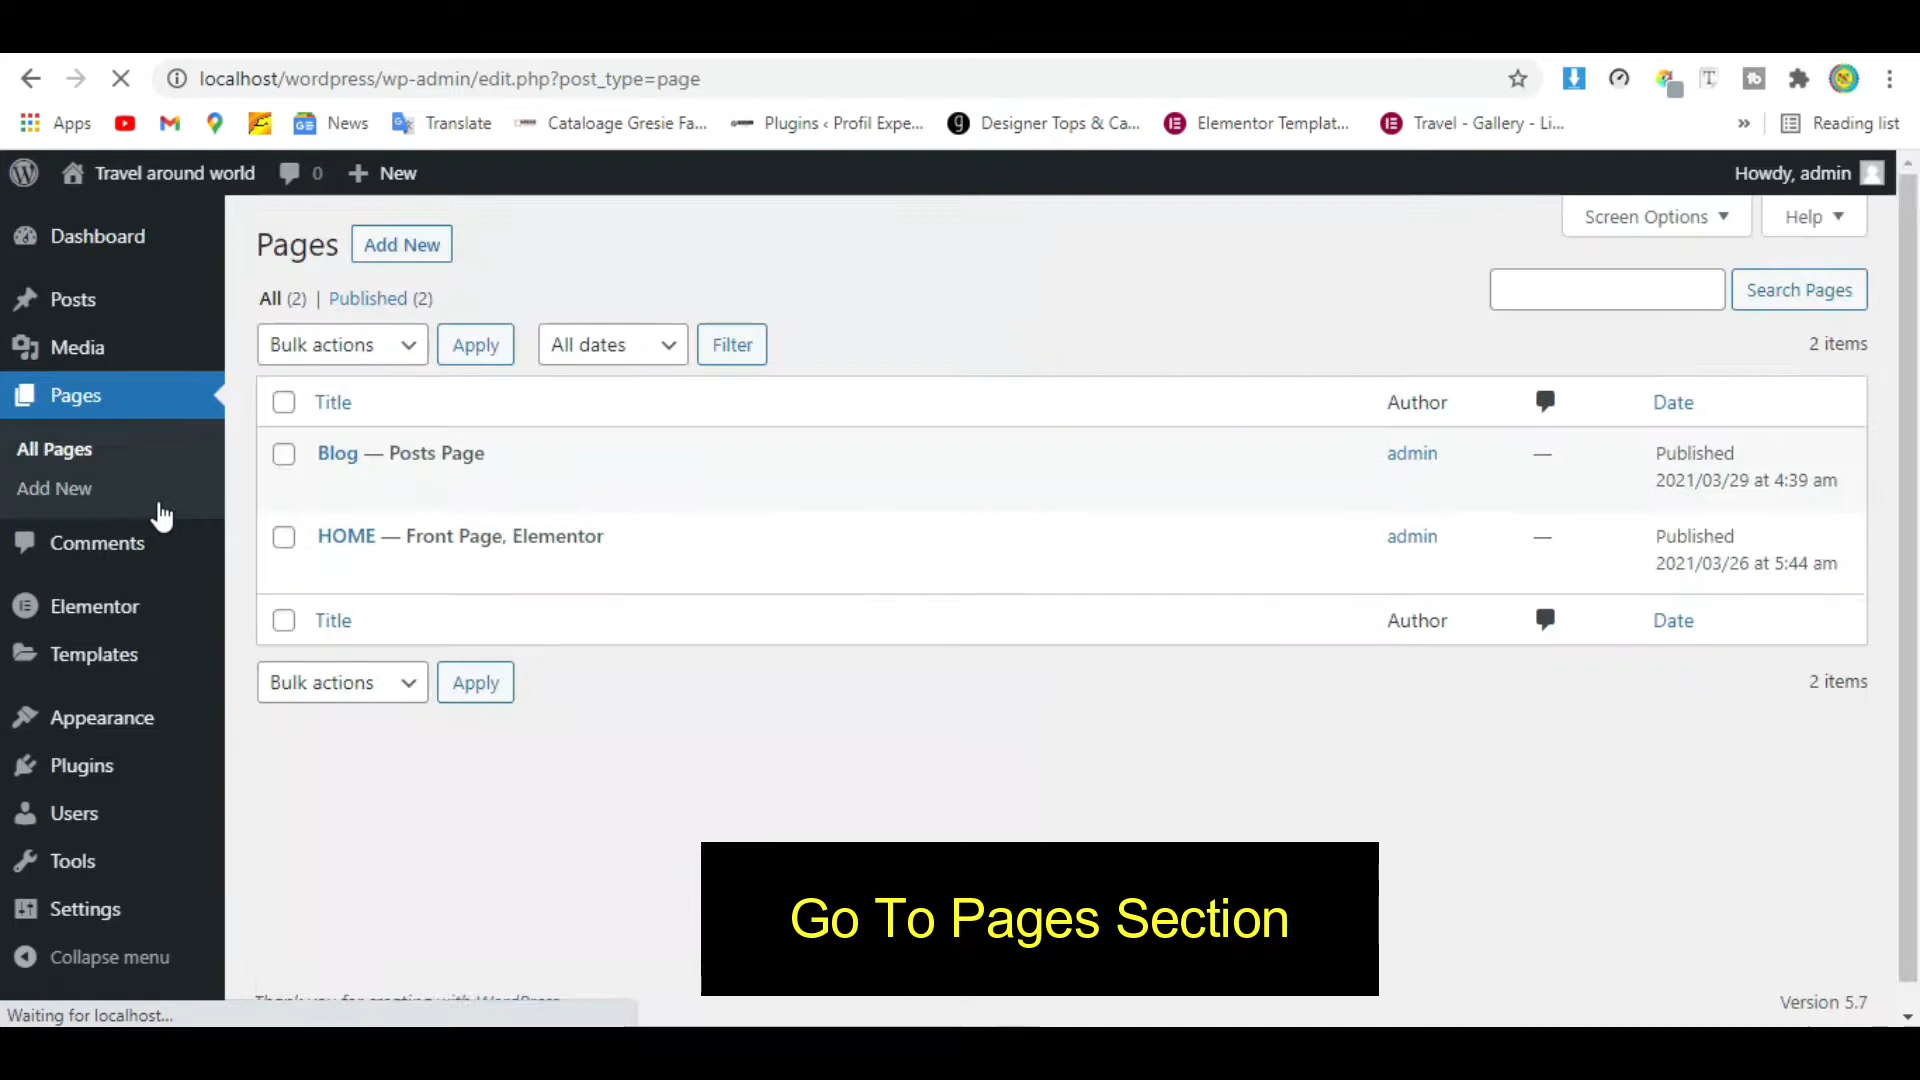 localhost/wordpress/wp-admin/edit.php?post_type=page
Apps News Translate Cataloage Gresie Fa... Plugins ‹ Profil Expe... Designer Tops & Ca... Elementor Templat... Travel - Gallery - Li... » Reading list
Travel around world 0 New Howdy, admin
Screen Options Help
Dashboard
Posts
Media
Pages
All Pages
Add New
Comments
Elementor
Templates
Appearance
Plugins
Users
Tools
Settings
Collapse menu
Pages Add New
All (2) | Published (2)
Search Pages
Bulk actions Apply All dates Filter 2 items
Title Author Date
Blog — Posts Page admin — Published
2021/03/29 at 4:39 am
HOME — Front Page, Elementor admin — Published
2021/03/26 at 5:44 am
Title Author Date
Bulk actions Apply 2 items
Go To Pages Section
Thank you for creating with WordPress
Version 5.7
Waiting for localhost...